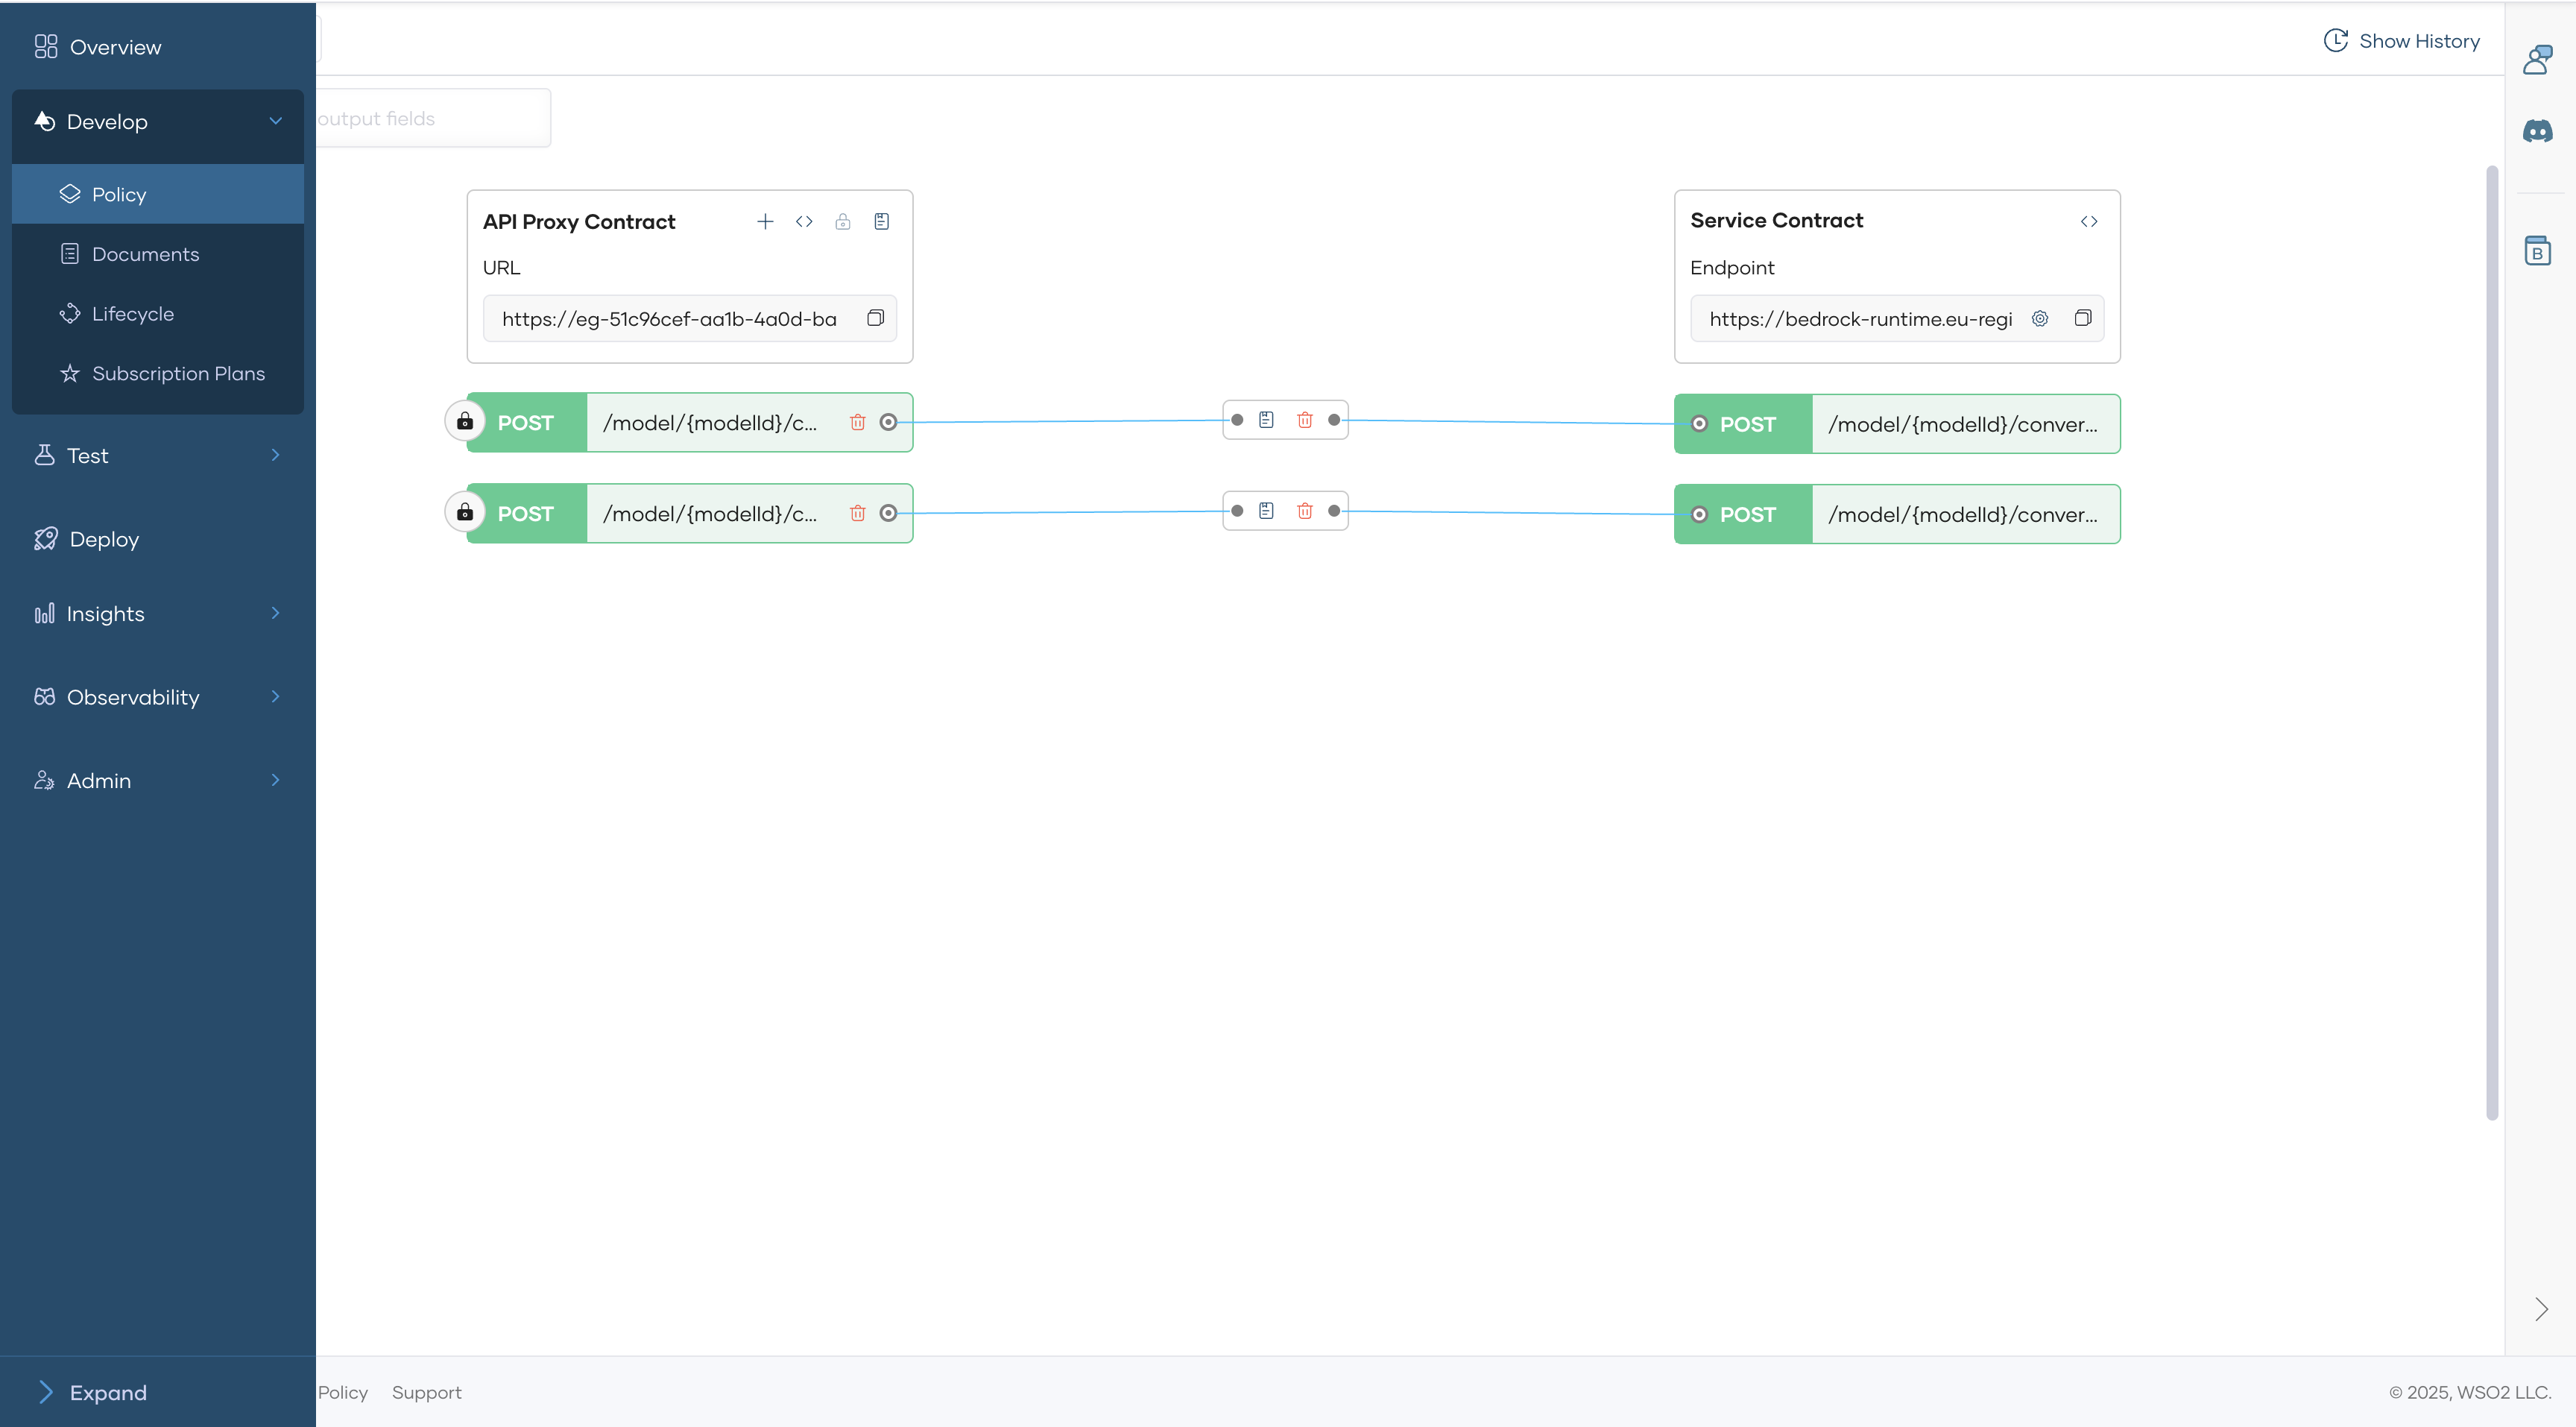 Overview
Develop
Policy
Documents
Lifecycle
Subscription Plans
Test
Deploy
Insights
Observability
Admin
Expand
Show History
output fields
API Proxy Contract
URL
https://eg-51c96cef-aa1b-4a0d-ba
POST /model/{modelId}/c...
POST /model/{modelId}/c...
Service Contract
Endpoint
https://bedrock-runtime.eu-regi
POST /model/{modelId}/conver...
POST /model/{modelId}/conver...
B
Policy Support
© 2025, WSO2 LLC.